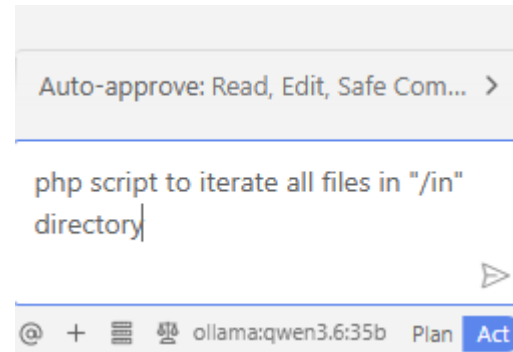 Auto-approve: Read, Edit, Safe Com...
php script to iterate all files in "/in"
directory
ollama:qwen3.6:35b Plan Act